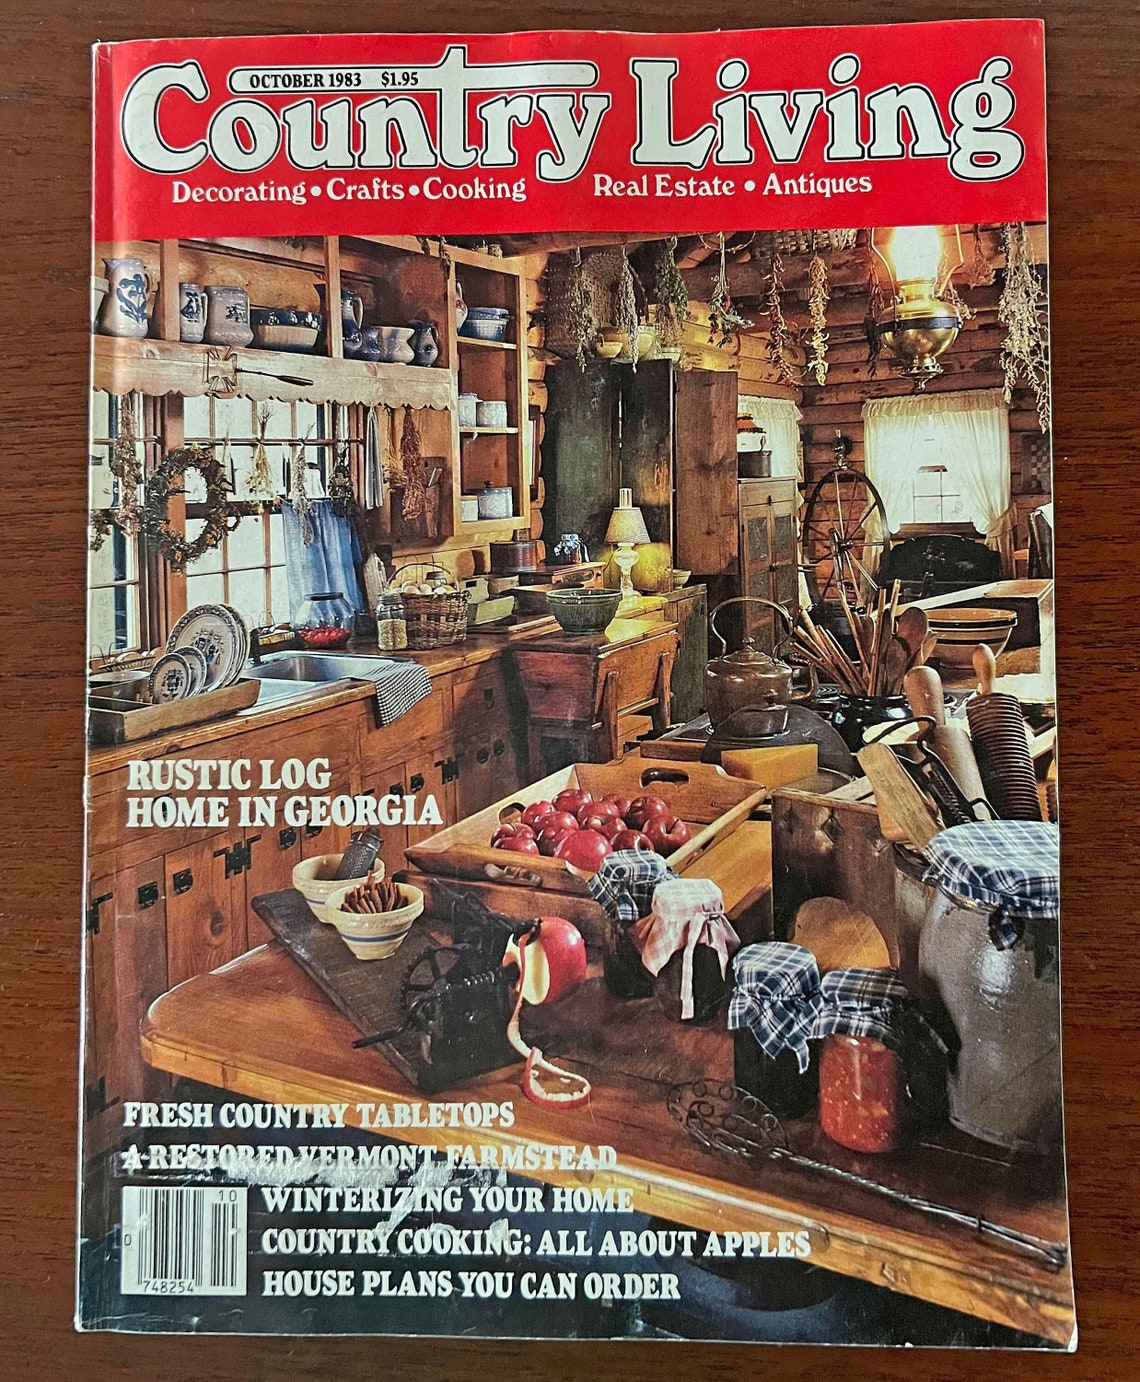 OCTOBER 1983 $1.95
Country Living
Decorating • Crafts • Cooking Real Estate • Antiques
RUSTIC LOG
HOME IN GEORGIA
FRESH COUNTRY TABLETOPS
A RESTORED VERMONT FARMSTEAD
WINTERIZING YOUR HOME
COUNTRY COOKING: ALL ABOUT APPLES
HOUSE PLANS YOU CAN ORDER
10
0
748254